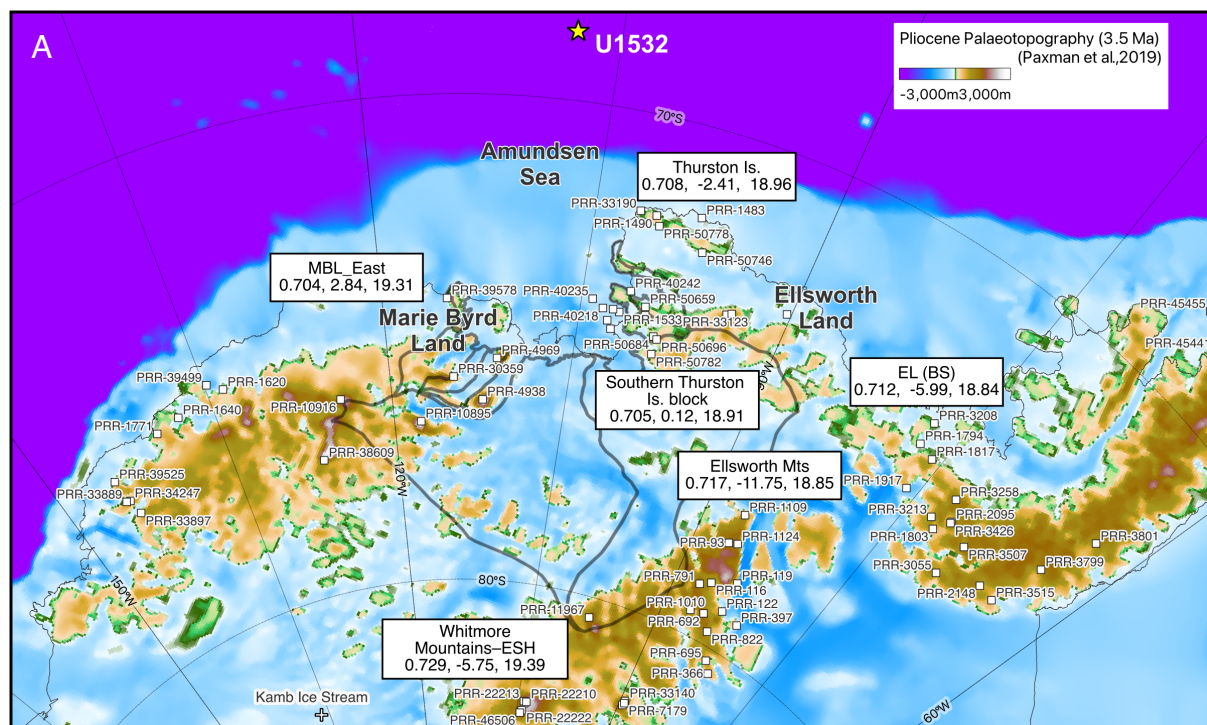 A
U1532
Pliocene Palaeotopography (3.5 Ma)
(Paxman et al.,2019)
-3,000m3,000m
70°S
Amundsen
Sea
Thurston Is.
0.708, -2.41, 18.96
PRR-33190
PRR-1483
PRR-1490
PRR-50778
PRR-50746
MBL_East
0.704, 2.84, 19.31
PRR-39578
PRR-40235
PRR-40242
PRR-50659
Ellsworth
Land
PRR-45455
Marie Byrd
Land
PRR-40218
PRR-1533
PRR-33123
PRR-45441
PRR-50684
PRR-50696
PRR-4969
PRR-50782
PRR-30359
90°W
EL (BS)
0.712, -5.99, 18.84
PRR-39499
PRR-1620
PRR-4938
Southern Thurston
Is. block
0.705, 0.12, 18.91
PRR-10916
PRR-1640
PRR-10895
PRR-3208
PRR-1771
PRR-1794
PRR-1817
PRR-38609
120°W
Ellsworth Mts
0.717, -11.75, 18.85
PRR-39525
PRR-1917
PRR-33889
PRR-34247
PRR-3258
PRR-33897
PRR-1109
PRR-3213
PRR-2095
PRR-1803
PRR-3426
PRR-93
PRR-1124
PRR-3507
PRR-3801
PRR-3055
PRR-3799
150°W
80°S
PRR-791
PRR-119
PRR-116
PRR-2148
PRR-3515
PRR-11967
PRR-1010
PRR-122
PRR-692
PRR-397
PRR-822
Whitmore
Mountains–ESH
0.729, -5.75, 19.39
PRR-695
PRR-366
Kamb Ice Stream
PRR-22213
PRR-22210
PRR-33140
PRR-46506
PRR-22222
PRR-7179
60°W